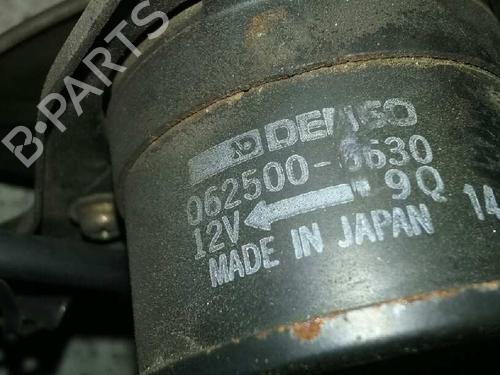 B-PARTS
DENSO
062500-
12V 9Q 14
MADE IN JAPAN